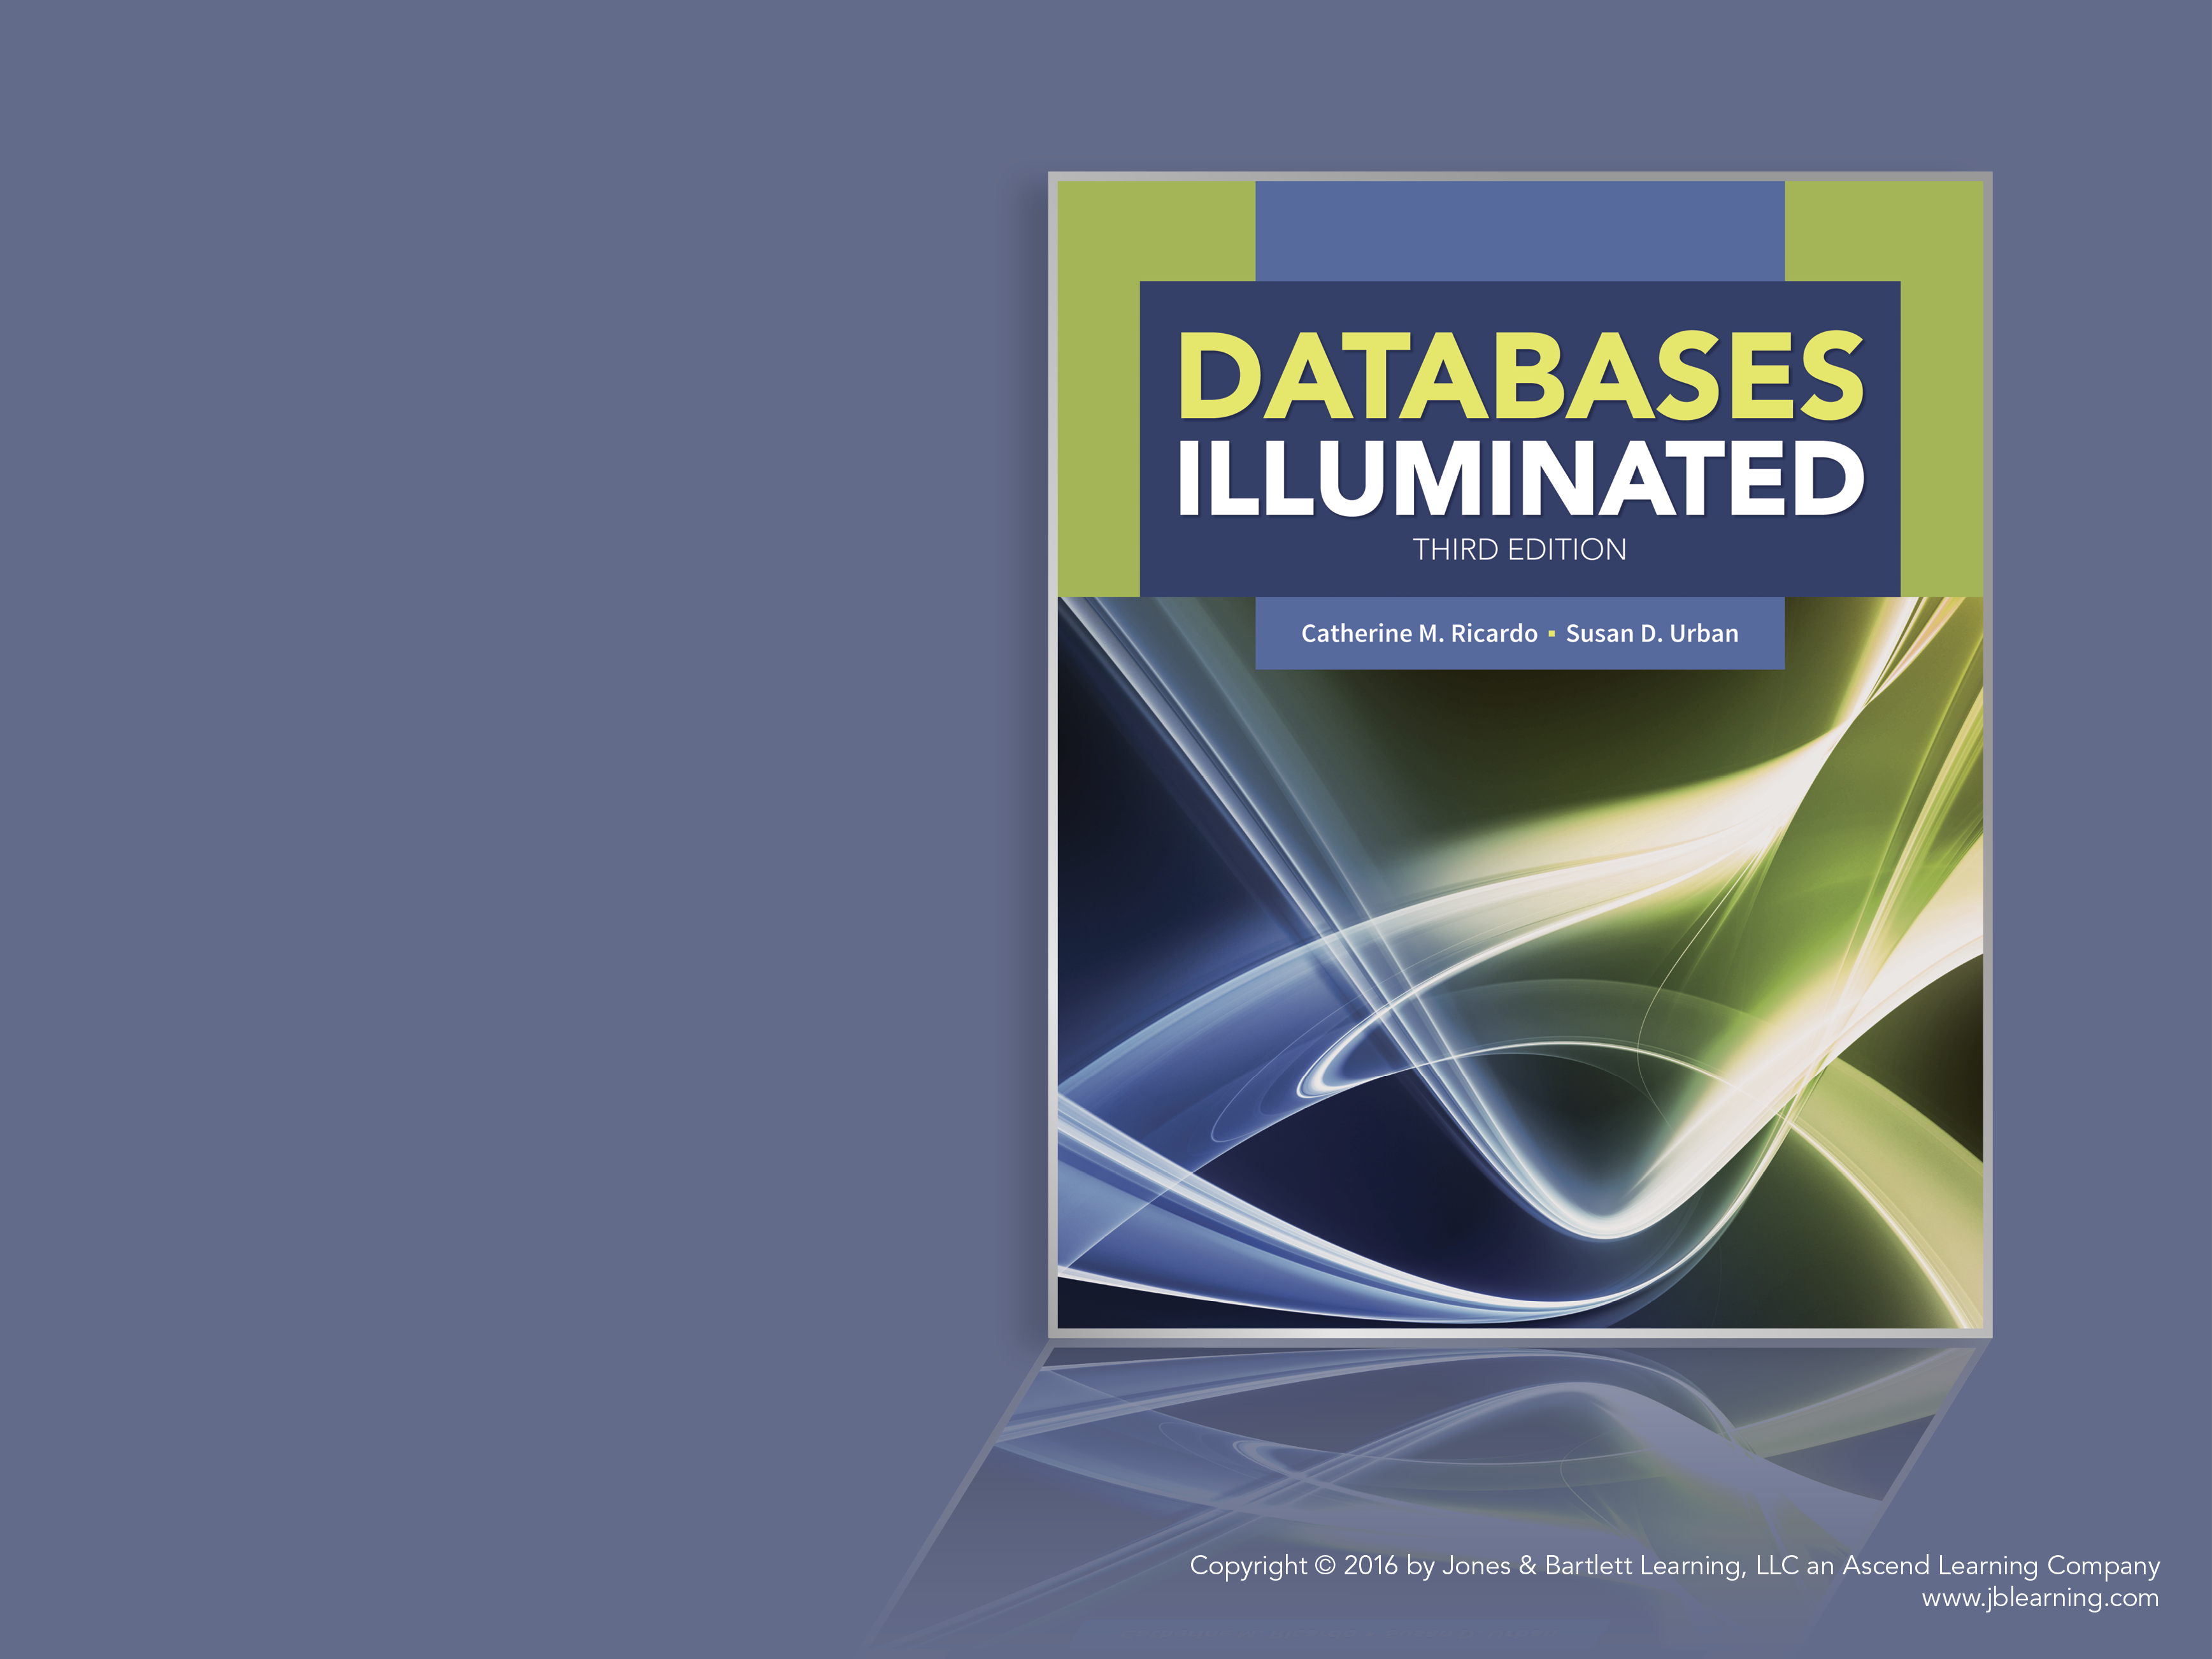 DATABASES
ILLUMINATED
THIRD EDITION
Catherine M. Ricardo ▪ Susan D. Urban
Copyright © 2016 by Jones & Bartlett Learning, LLC an Ascend Learning Company
www.jblearning.com